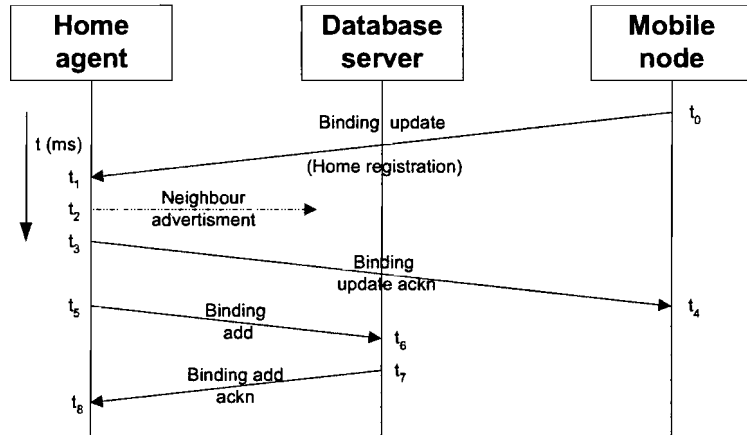 Home
agent
Database
server
Mobile
node
t0
Binding update
t (ms)
(Home registration)
t1
Neighbour
t2
advertisment
t3
Binding
update ackn
t5
t4
Binding
add
t6
t7
Binding add
ackn
t8